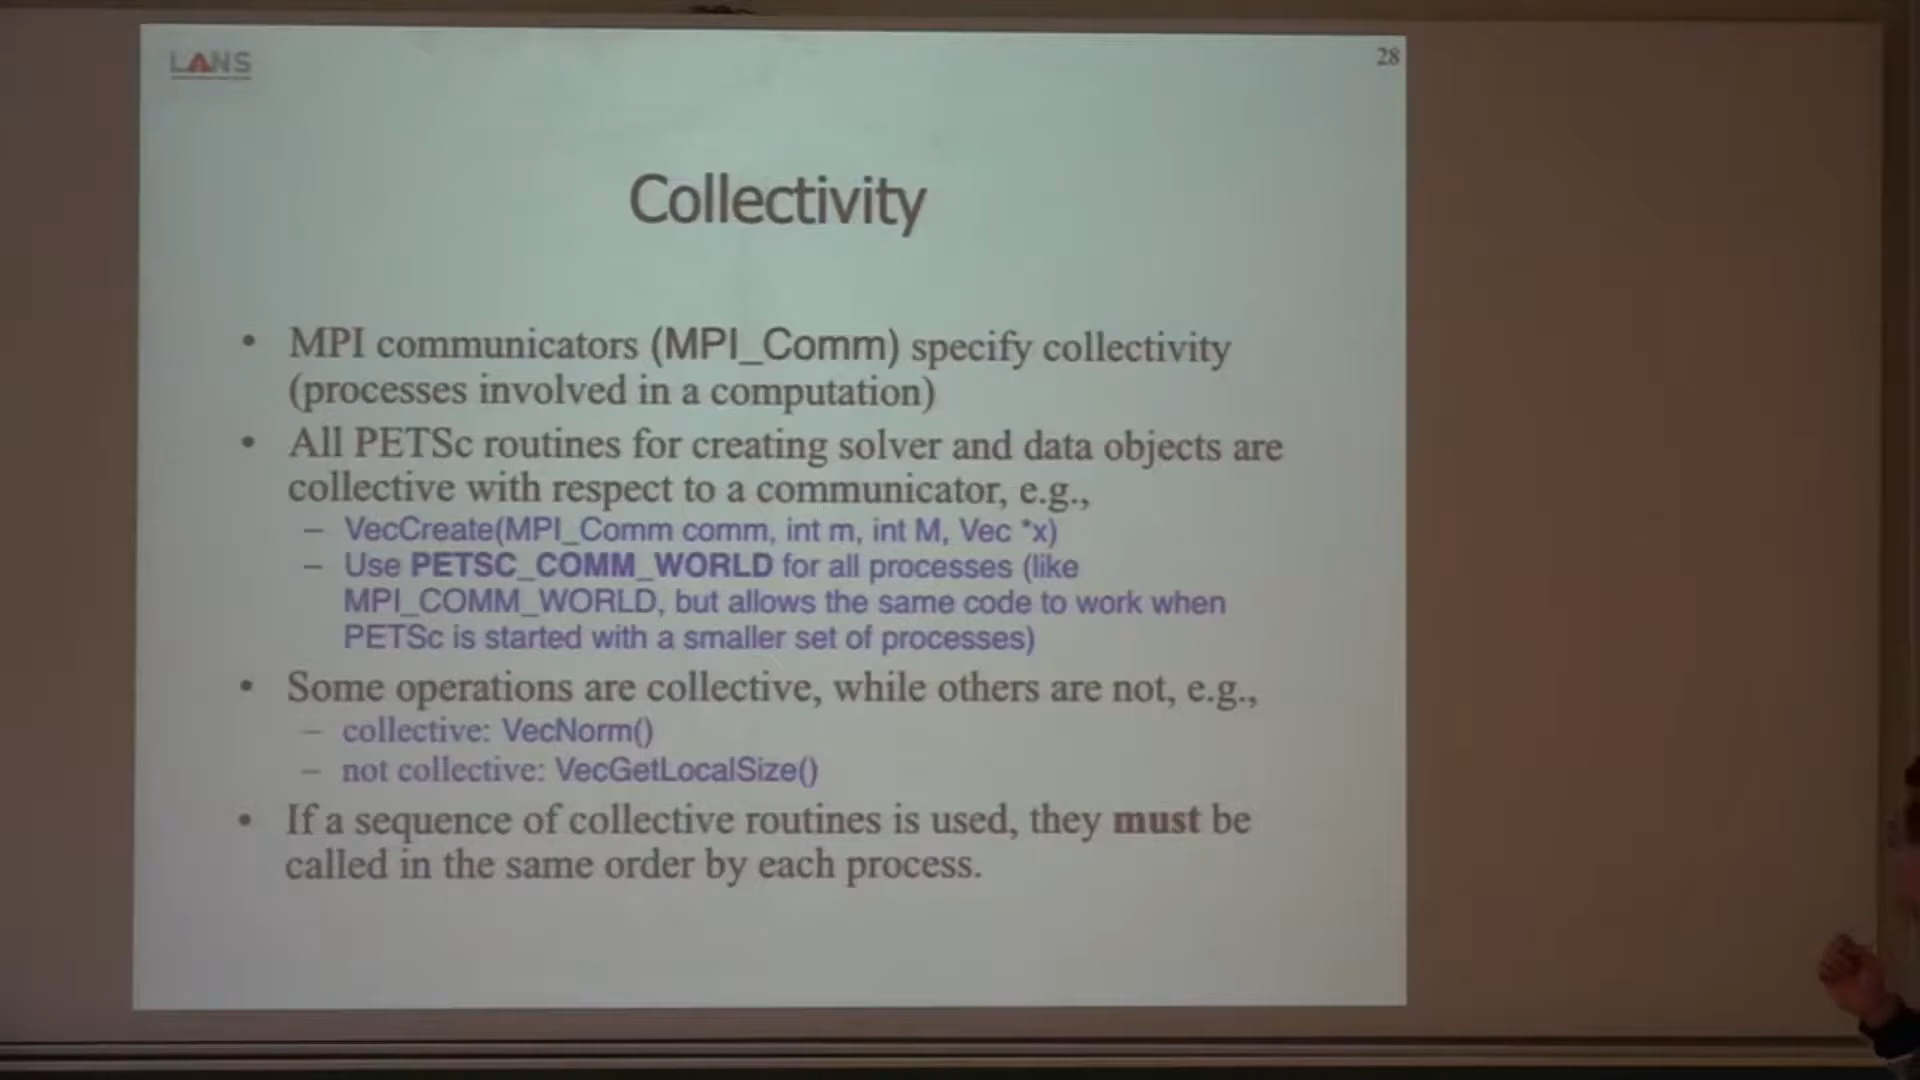 LANS
28
Collectivity
• MPI communicators (MPI_Comm) specify collectivity
(processes involved in a computation)
• All PETSc routines for creating solver and data objects are
collective with respect to a communicator, e.g.,
– VecCreate(MPI_Comm comm, int m, int M, Vec *x)
– Use PETSC_COMM_WORLD for all processes (like
MPI_COMM_WORLD, but allows the same code to work when
PETSc is started with a smaller set of processes)
• Some operations are collective, while others are not, e.g.,
– collective: VecNorm()
– not collective: VecGetLocalSize()
• If a sequence of collective routines is used, they must be
called in the same order by each process.